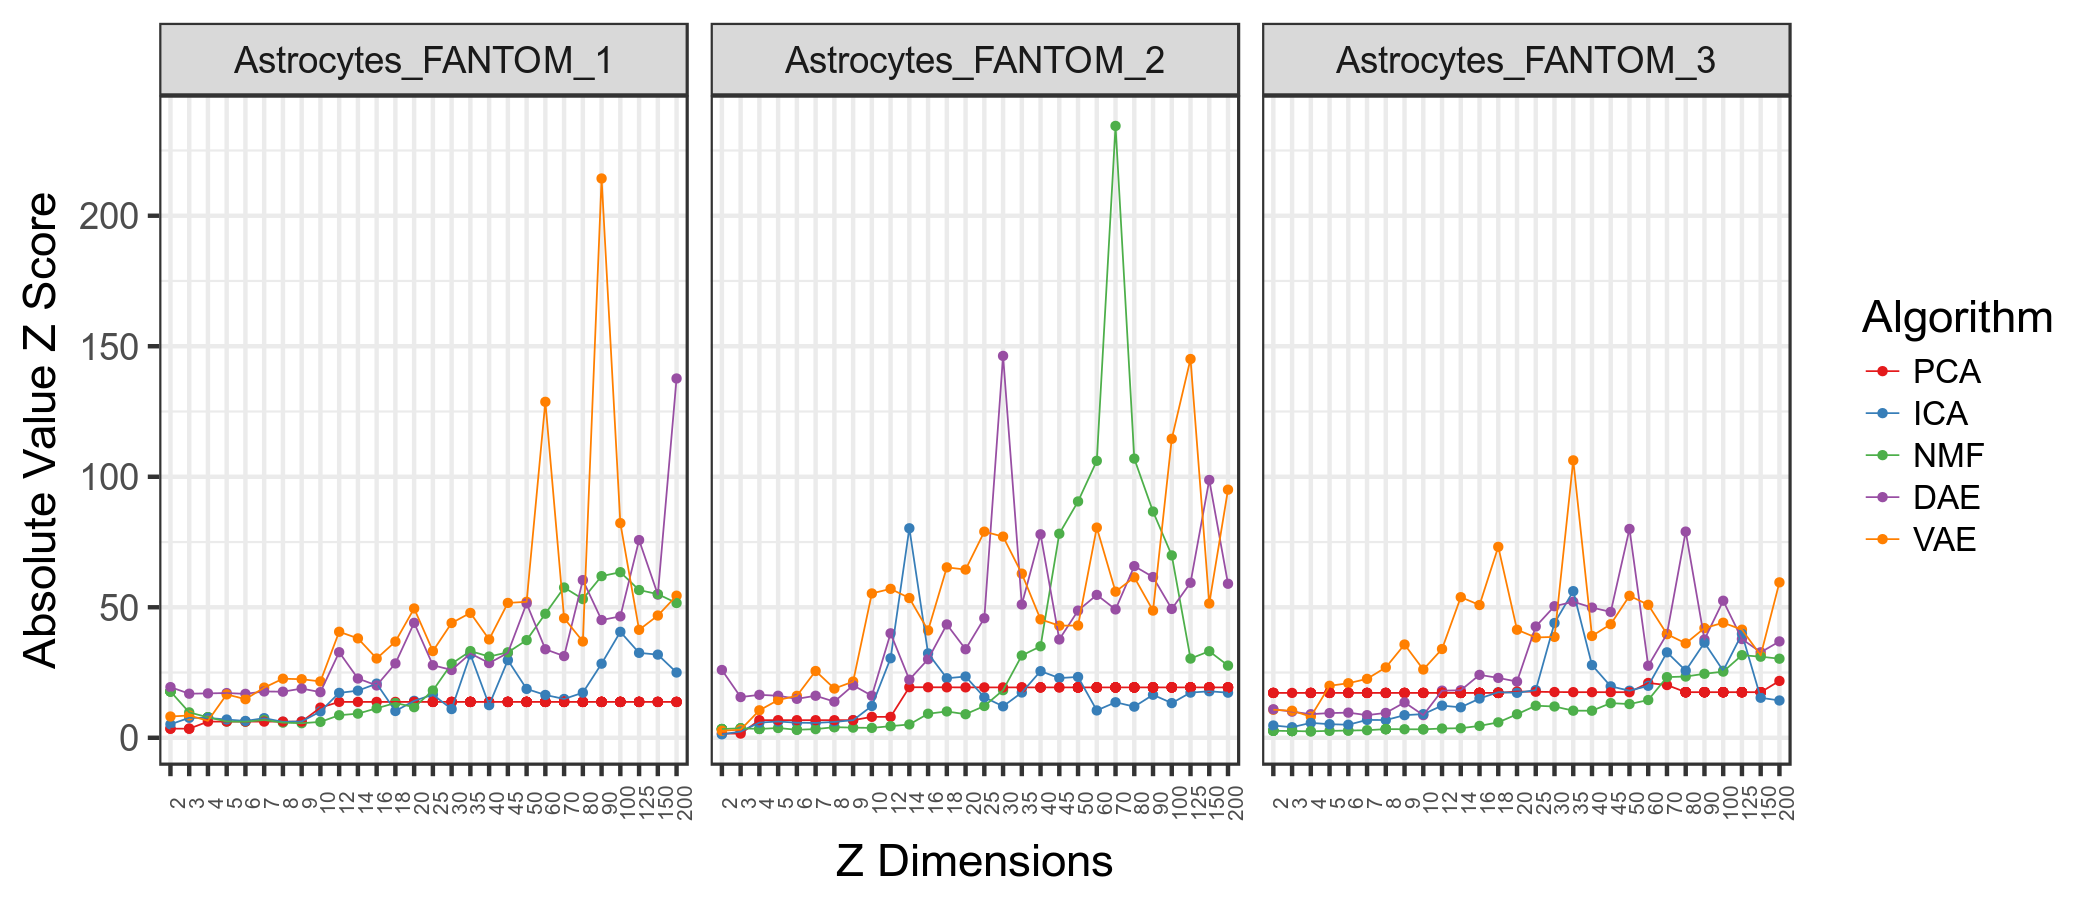 Astrocytes_FANTOM_1 Astrocytes_FANTOM_2 Astrocytes_FANTOM_3
Absolute Value Z Score
200
150
100
50
0
2 3 4 5 6 7 8 9 10 12 14 16 18 20 25 30 35 40 45 50 60 70 80 90 100 125 150 200
2 3 4 5 6 7 8 9 10 12 14 16 18 20 25 30 35 40 45 50 60 70 80 90 100 125 150 200
2 3 4 5 6 7 8 9 10 12 14 16 18 20 25 30 35 40 45 50 60 70 80 90 100 125 150 200
Z Dimensions
Algorithm
PCA
ICA
NMF
DAE
VAE